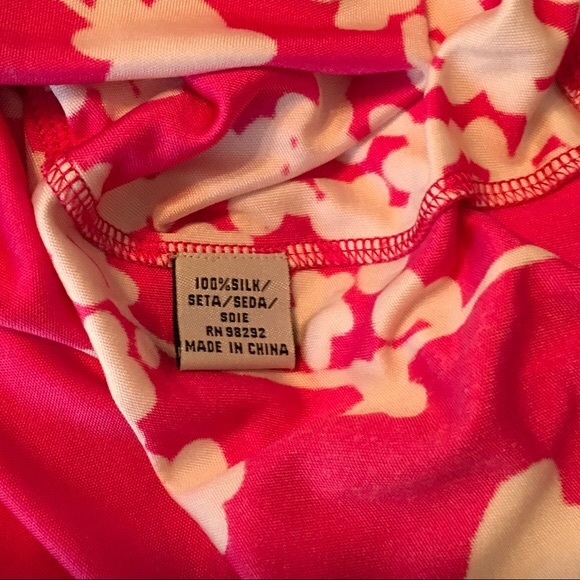 100%SILK/
SETA/SEDA/
SOIE
RN 98292
MADE IN CHINA